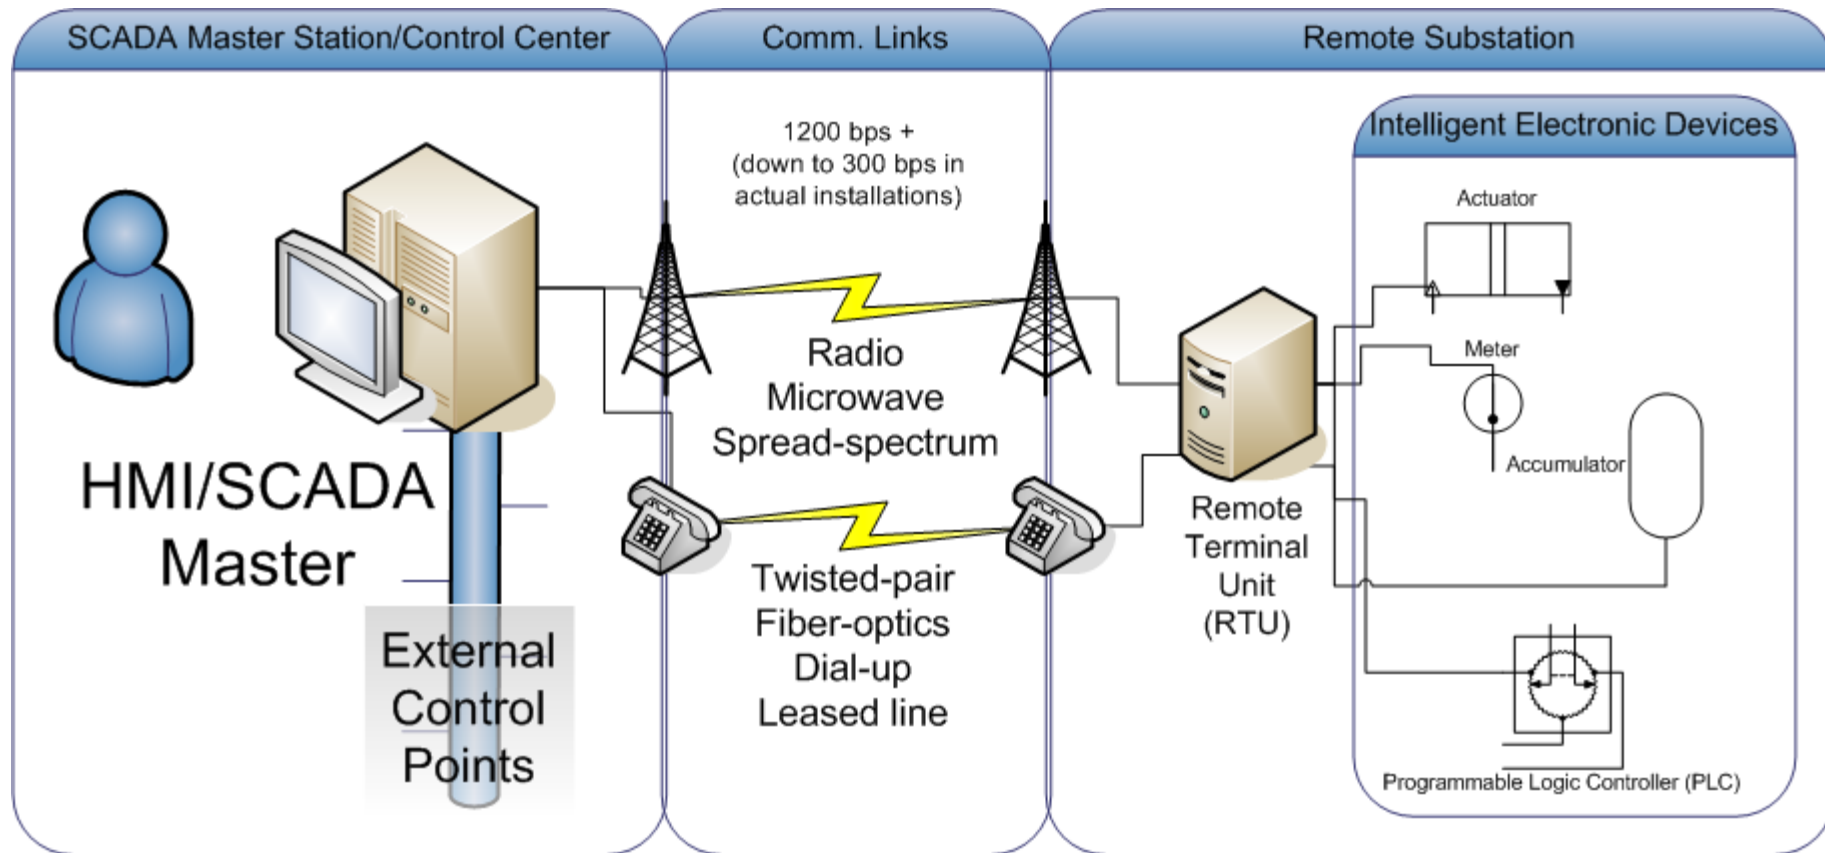 SCADA Master Station/Control Center
Comm. Links
Remote Substation
1200 bps +
(down to 300 bps in
actual installations)
Intelligent Electronic Devices
Actuator
Meter
Accumulator
Radio
Microwave
Spread-spectrum
HMI/SCADA
Master
Remote
Terminal
Unit
(RTU)
Twisted-pair
Fiber-optics
Dial-up
Leased line
External
Control
Points
Programmable Logic Controller (PLC)